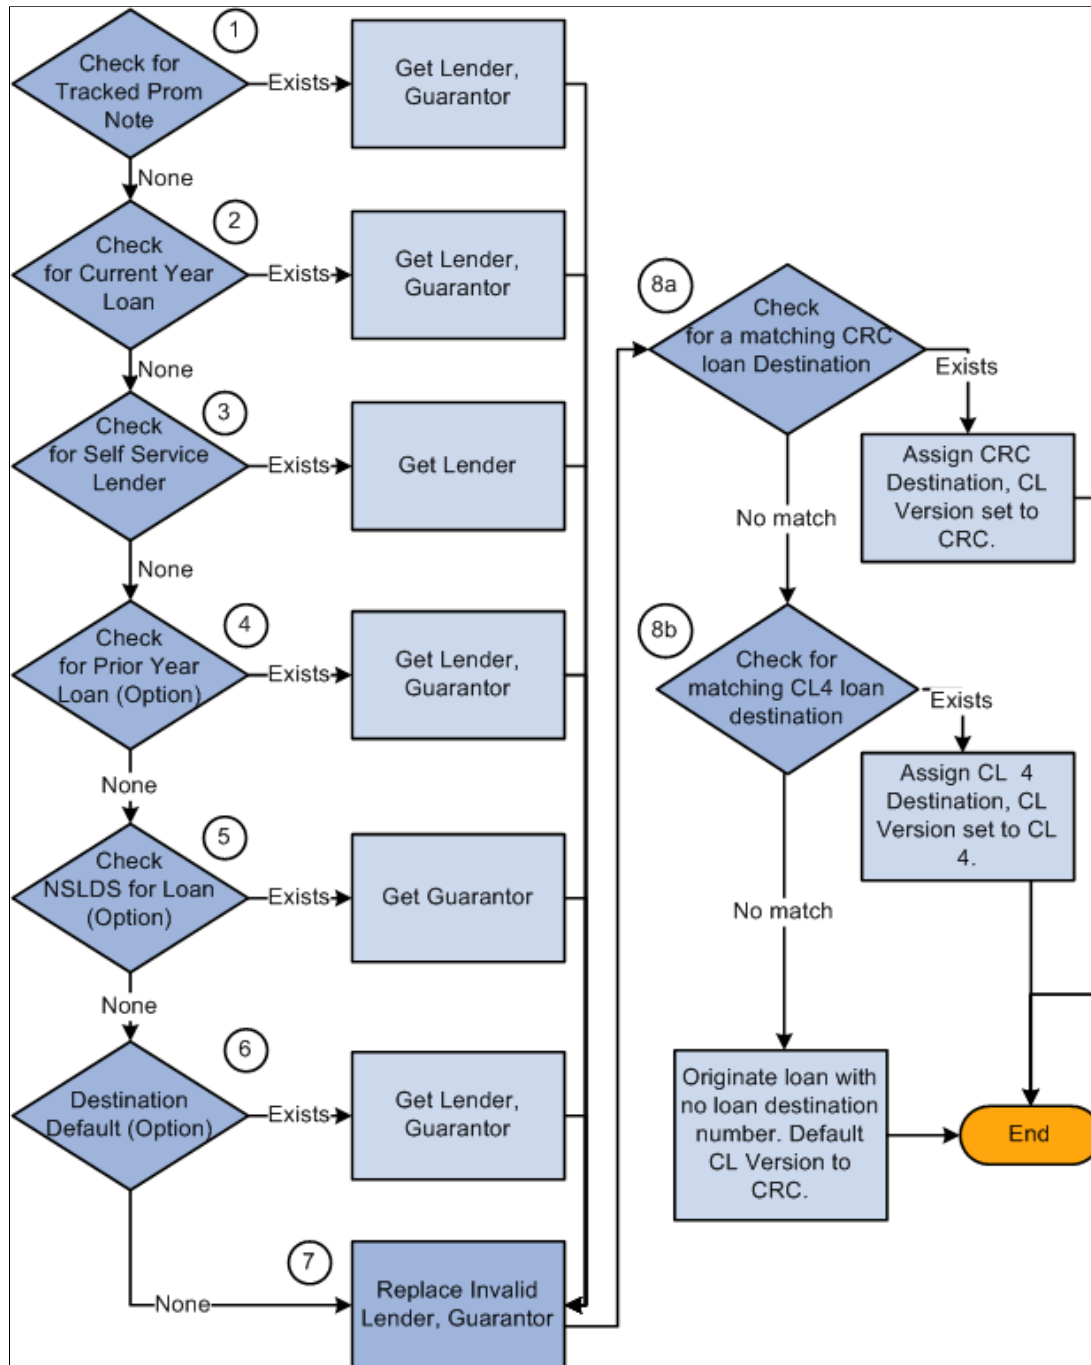 1
Check for
Tracked Prom
Note
Exists
Get Lender,
Guarantor
None
2
Check
for Current Year
Loan
Exists
Get Lender,
Guarantor
None
3
Check
for Self Service
Lender
Exists
Get Lender
None
4
Check
for Prior Year
Loan (Option)
Exists
Get Lender,
Guarantor
None
5
Check
NSLDS for Loan
(Option)
Exists
Get Guarantor
None
6
Destination
Default (Option)
Exists
Get Lender,
Guarantor
None
7
Replace Invalid
Lender, Guarantor
8a
Check
for a matching CRC
loan Destination
Exists
Assign CRC
Destination, CL
Version set to
CRC.
No match
8b
Check for
matching CL4 loan
destination
Exists
Assign CL 4
Destination, CL
Version set to CL
4.
No match
Originate loan with
no loan destination
number. Default
CL Version to
CRC.
End